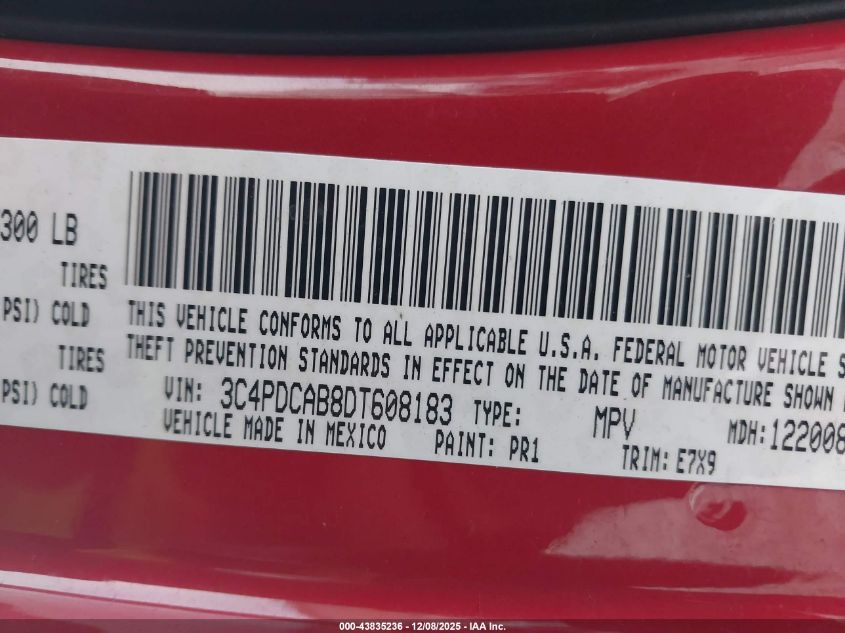 300 LB
TIRES
PSI) COLD
TIRES
PSI) COLD
THIS VEHICLE CONFORMS TO ALL APPLICABLE U.S.A. FEDERAL MOTOR VEHICLE S
THEFT PREVENTION STANDARDS IN EFFECT ON THE DATE OF MANUFACTURE SHOWN
VIN: 3C4PDCAB8DT608183 TYPE: MPV MDH:122008
VEHICLE MADE IN MEXICO PAINT: PR1 TRIM: E7X9
000-43835236 - 12/08/2025 - IAA Inc.